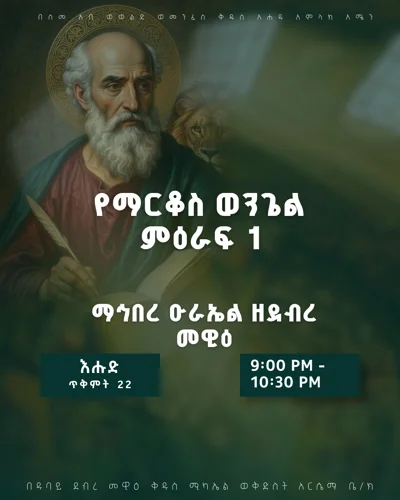 በስመ አብ ወወልድ ወመንፈስ ቅዱስ አሐዱ አምላክ አሜን
የማርቆስ ወንጌል
ምዕራፍ 1
ማኅበረ ዑራኤል ዘደብረ
መዊዕ
እሑድ
ጥቅምት 22
9:00 PM -
10:30 PM
በዱባይ ደብረ መዊዕ ቅዱስ ሚካኤል ወቅድስት አርሴማ ቤ/ክ